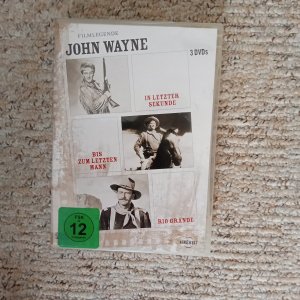 FILMLEGENDE
JOHN WAYNE
3 DVDs
IN LETZTER
SEKUNDE
BIS
ZUM LETZTEN
MANN
RIO GRANDE
FSK
12